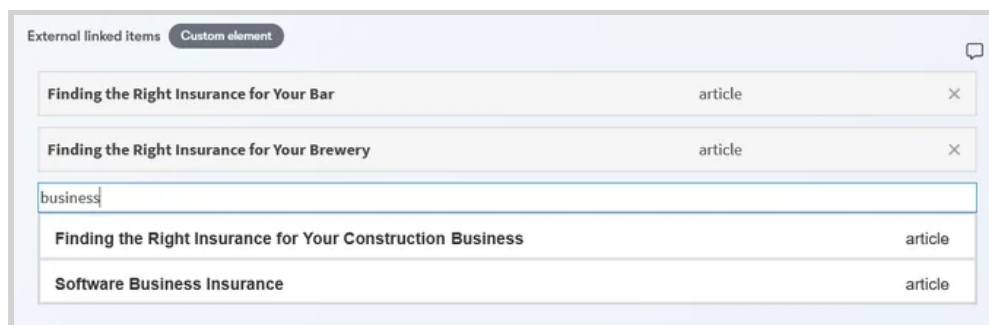 External linked items Custom element
Finding the Right Insurance for Your Bar article
Finding the Right Insurance for Your Brewery article
business
Finding the Right Insurance for Your Construction Business article
Software Business Insurance article